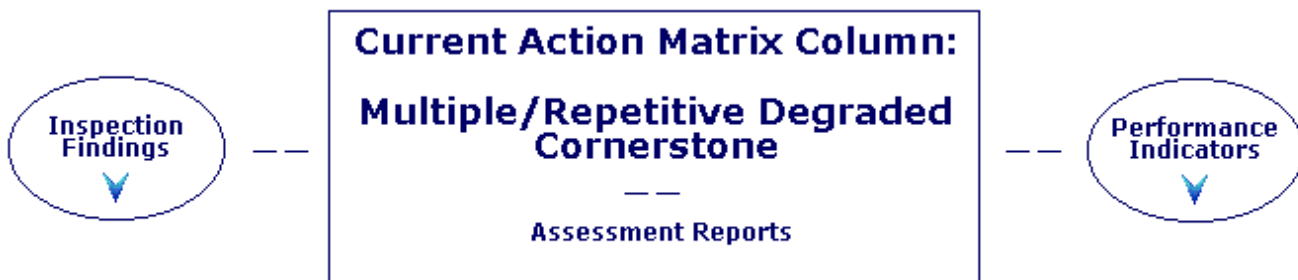 Current Action Matrix Column:
Multiple/Repetitive Degraded
Cornerstone
Assessment Reports
Inspection
Findings
Performance
Indicators